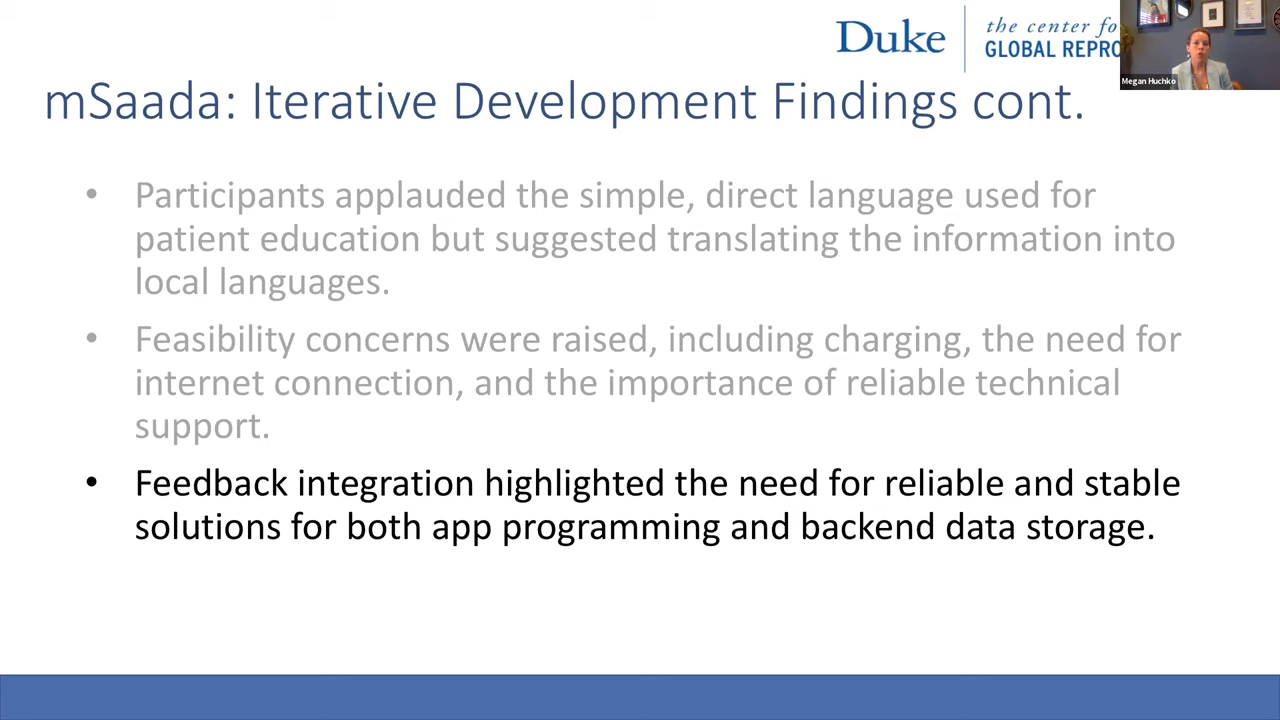 Duke
the center fo
GLOBAL REPRO
Megan Huchko
mSaada: Iterative Development Findings cont.
• Participants applauded the simple, direct language used for
patient education but suggested translating the information into
local languages.
• Feasibility concerns were raised, including charging, the need for
internet connection, and the importance of reliable technical
support.
• Feedback integration highlighted the need for reliable and stable
solutions for both app programming and backend data storage.